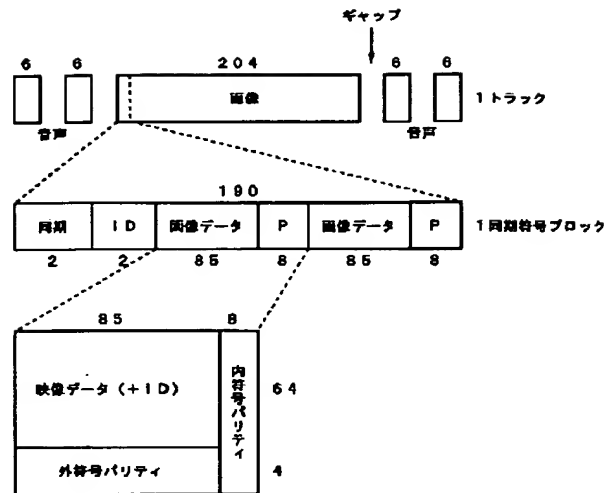 ギャップ
6 6 204 6 6
画像 1トラック
音声 音声
190
同期 ID 画像データ P 画像データ P 1同期符号ブロック
2 2 85 8 85 8
85 8
映像データ(+ID) 内符号パリティ 64
外符号パリティ 4